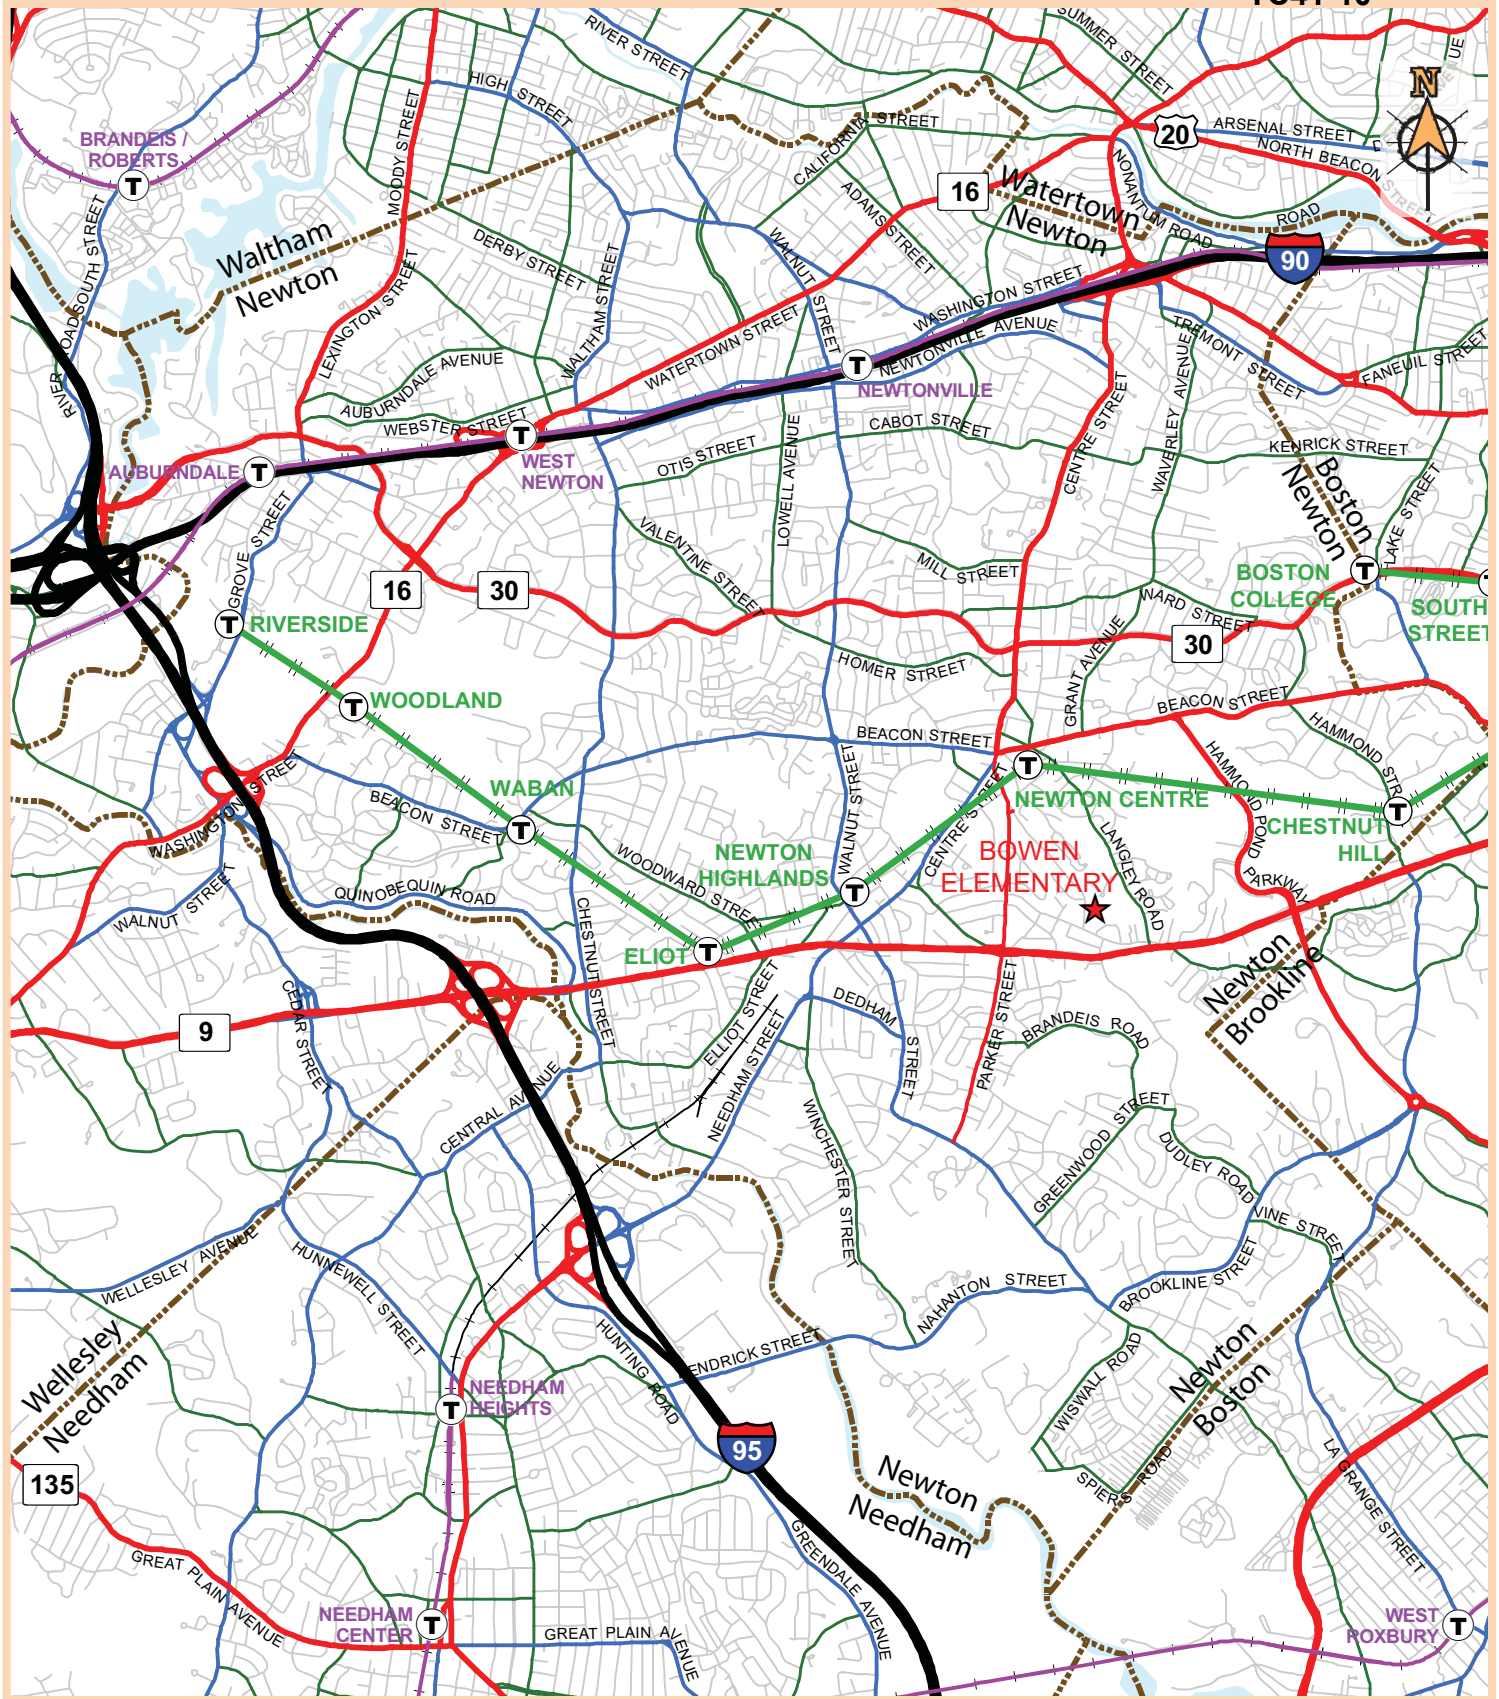 RIVER STREET
SUMMER STREET
HIGH STREET
MOODY STREET
BRANDEIS /
ROBERTS
T
CALIFORNIA STREET
20
ARSENAL STREET
NORTH BEACON STREET
N
16
Watertown
Newton
NONANTUM ROAD
ROAD
ADAMS STREET
SOUTH STREET
RIVER ROAD
Waltham
Newton
DERBY STREET
WALTHAM STREET
WALNUT STREET
WASHINGTON STREET
90
LEXINGTON STREET
AUBURNDALE AVENUE
WATERTOWN STREET
NEWTONVILLE AVENUE
T
NEWTONVILLE
TREMONT STREET
FANEUIL STREET
WEBSTER STREET
T
WEST
NEWTON
AUBURNDALE
T
OTIS STREET
LOWELL AVENUE
CABOT STREET
CENTRE STREET
WAVERLEY AVENUE
KENRICK STREET
Boston
Newton
LAKE STREET
GROVE STREET
VALENTINE STREET
MILL STREET
16
30
BOSTON
COLLEGE
T
SOUTH
STREET
WARD STREET
30
T
RIVERSIDE
HOMER STREET
GRANT AVENUE
T
WOODLAND
BEACON STREET
BEACON STREET
HAMMOND STREET
WALNUT STREET
WASHINGTON STREET
WABAN
T
BEACON STREET
T
NEWTON CENTRE
CENTRE STREET
HAMMOND POND
PARKWAY
T
CHESTNUT
HILL
LANGLEY ROAD
WOODWARD STREET
NEWTON
HIGHLANDS
T
BOWEN
ELEMENTARY
WALNUT STREET
QUINOBEQUIN ROAD
CHESTNUT STREET
ELIOT
T
Newton
Brookline
9
CEDAR STREET
ELLIOT STREET
NEEDHAM STREET
DEDHAM
STREET
PARKER STREET
BRANDEIS ROAD
CENTRAL AVENUE
WINCHESTER STREET
GREENWOOD STREET
DUDLEY ROAD
VINE STREET
WELLESLEY AVENUE
HUNNEWELL STREET
BROOKLINE STREET
NAHANTON STREET
Wellesley
Needham
HUNTING ROAD
WISWALL ROAD
Newton
Boston
T
NEEDHAM
HEIGHTS
95
SPIERS ROAD
LA GRANGE STREET
135
Newton
Needham
GREAT PLAIN AVENUE
GREENDALE AVENUE
NEEDHAM
CENTER
T
GREAT PLAIN AVENUE
WEST
ROXBURY
T